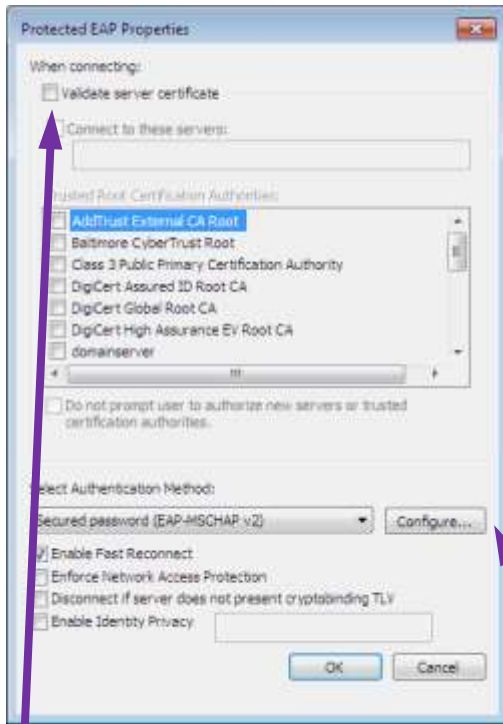 Protected EAP Properties
When connecting:
Validate server certificate
Connect to these servers:
Trusted Root Certification Authorities:
AddTrust External CA Root
Baltimore CyberTrust Root
Class 3 Public Primary Certification Authority
DigiCert Assured ID Root CA
DigiCert Global Root CA
DigiCert High Assurance EV Root CA
domainserver
Do not prompt user to authorize new servers or trusted
certification authorities.
Select Authentication Method:
Secured password (EAP-MSCHAP v2)
Configure...
Enable Fast Reconnect
Enforce Network Access Protection
Disconnect if server does not present cryptobinding TLV
Enable Identity Privacy
OK Cancel